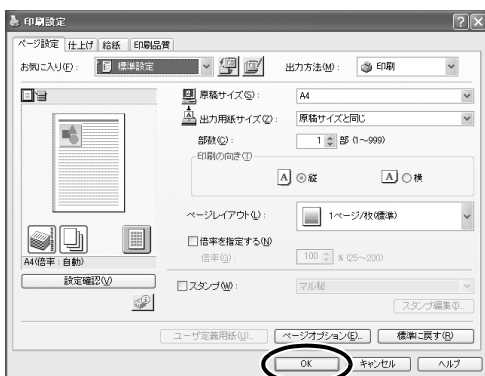 印刷設定
ページ設定 仕上げ 給紙 印刷品質
お気に入り(F)： 標準設定 出力方法(M)： 印刷
原稿サイズ(S)： A4
出力用紙サイズ(Z)： 原稿サイズと同じ
部数(C)： 1 部 (1～999)
印刷の向き(T)
A 縦 A 横
ページレイアウト(L)： 1ページ/枚(標準)
倍率を指定する(N)
倍率(G)： 100 % (25～200)
A4(倍率：自動)
設定確認(V)
スタンプ(W)： マル秘
スタンプ編集(I)...
ユーザ定義用紙(U)... ページオプション(E)... 標準に戻す(R)
OK キャンセル ヘルプ